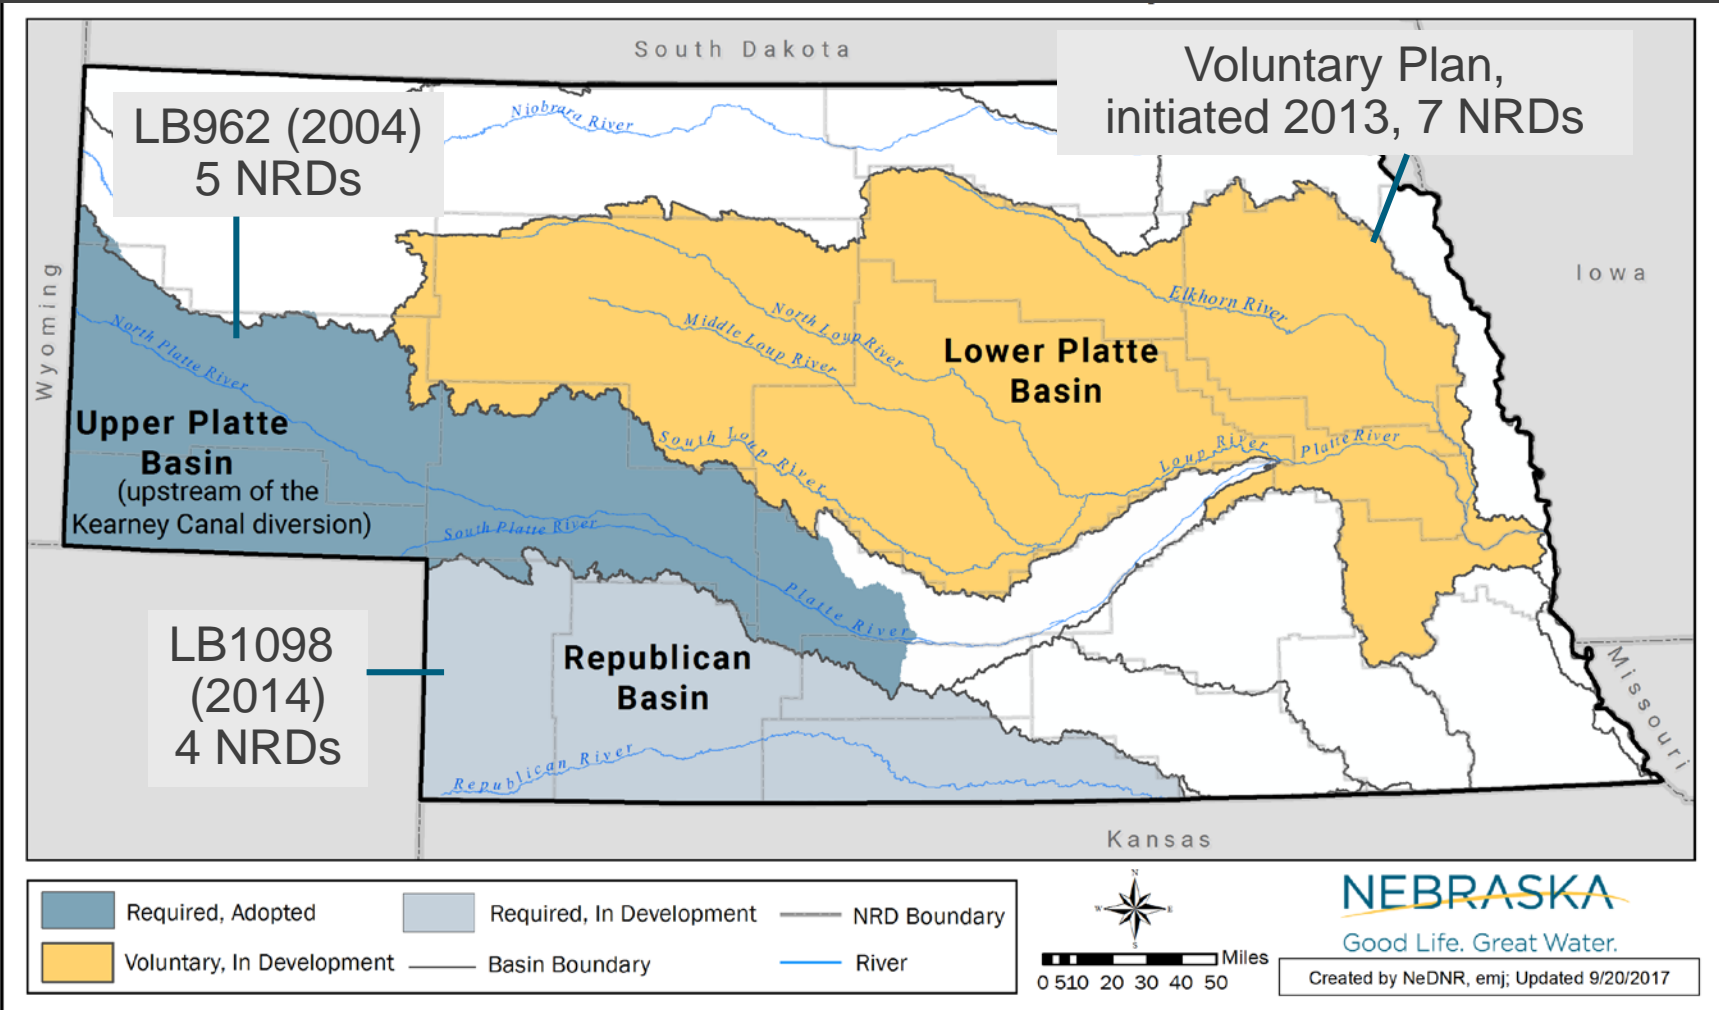 South Dakota
Voluntary Plan,
initiated 2013, 7 NRDs
LB962 (2004)
5 NRDs
Niobrara River
Wyoming
Iowa
North Platte River
Elkhorn River
North Loup River
Middle Loup River
Lower Platte
Basin
Upper Platte
Basin
(upstream of the
Kearney Canal diversion)
South Loup River
Loup River
Platte River
South Platte River
Platte River
LB1098
(2014)
4 NRDs
Republican
Basin
Republican River
Missouri
Kansas
Required, Adopted
Required, In Development
NRD Boundary
Voluntary, In Development
Basin Boundary
River
N
W
E
S
Miles
0 510 20 30 40 50
NEBRASKA
Good Life. Great Water.
Created by NeDNR, emj; Updated 9/20/2017